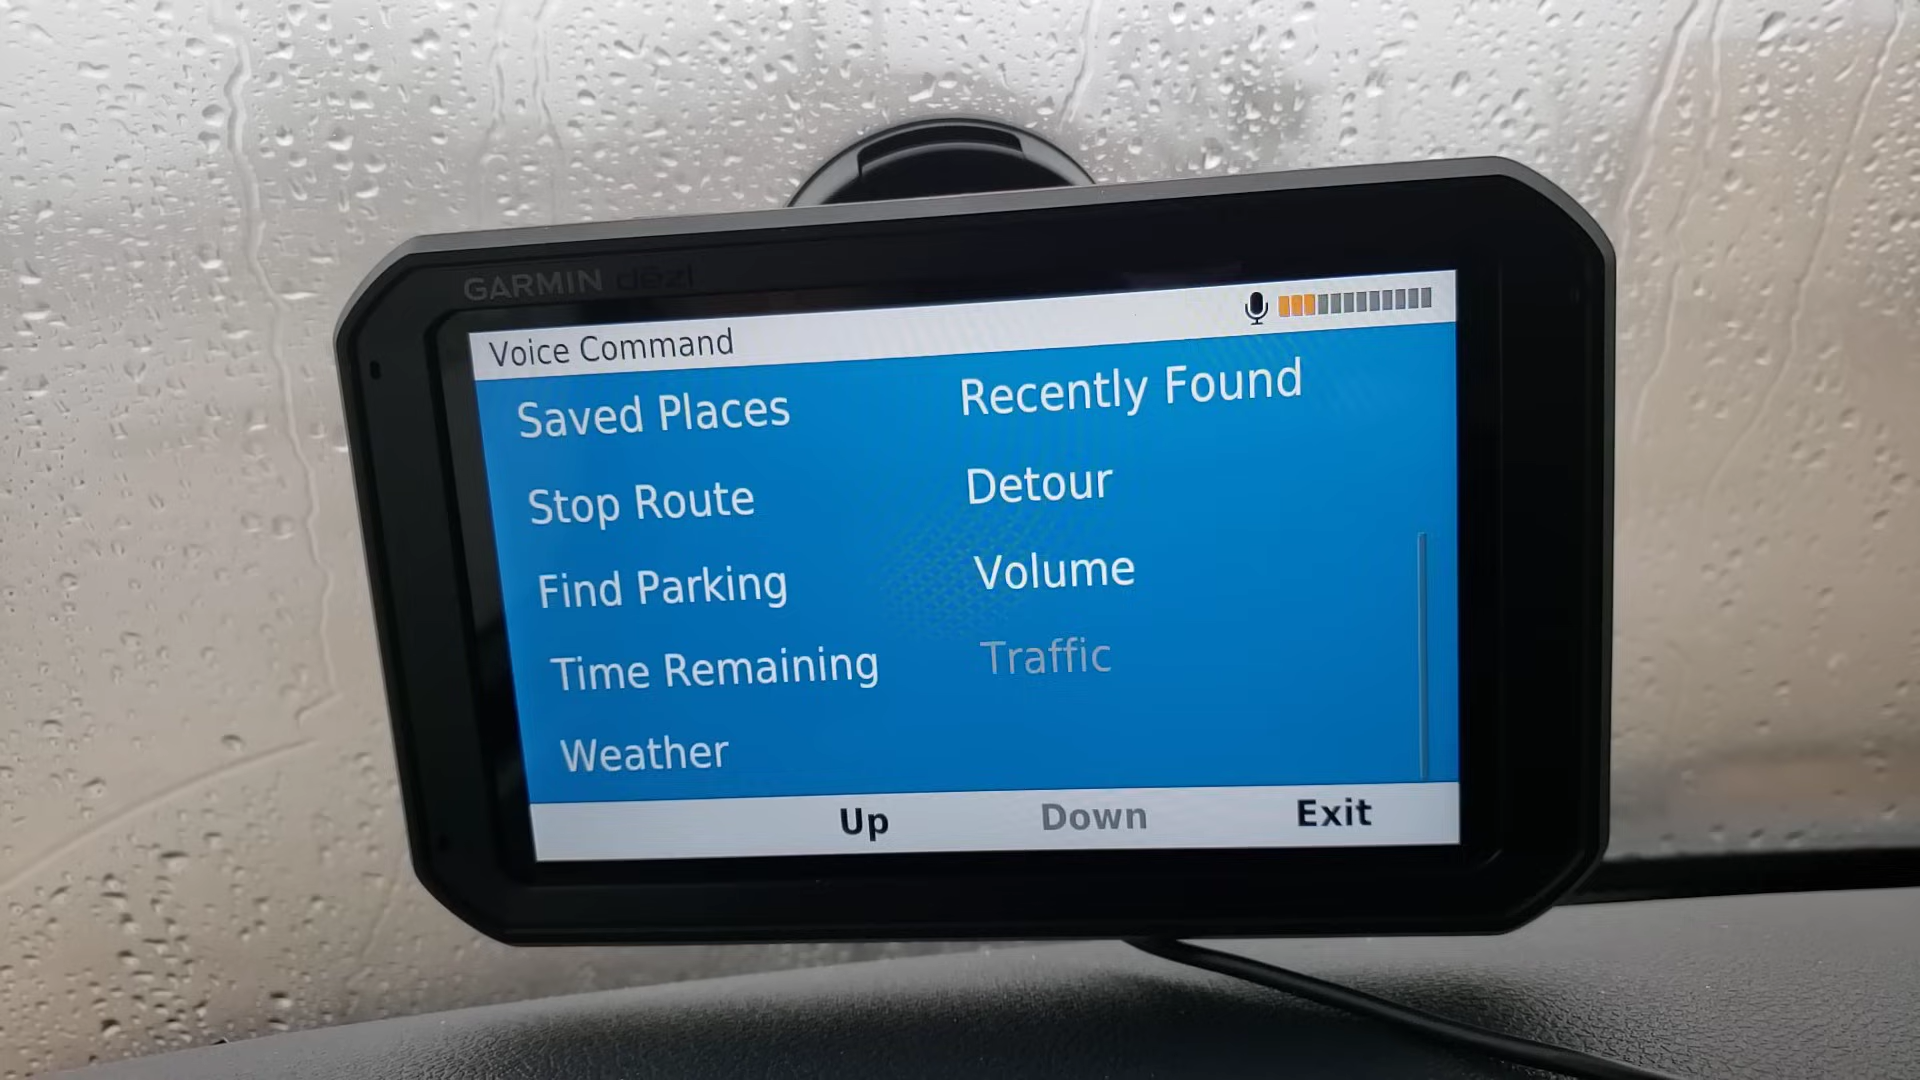 GARMIN dēzl
Voice Command
Saved Places
Recently Found
Stop Route
Detour
Find Parking
Volume
Time Remaining
Traffic
Weather
Up
Down
Exit